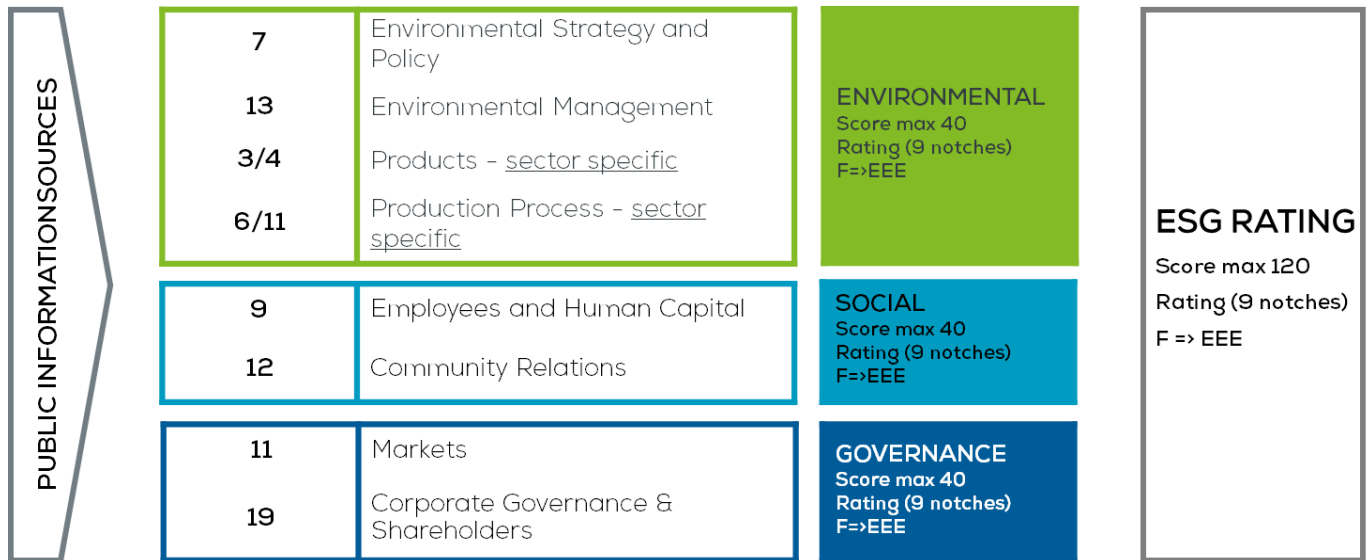 PUBLIC INFORMATIONSOURCES
7
Environmental Strategy and
Policy
13
Environmental Management
3/4
Products - sector specific
6/11
Production Process - sector
specific
ENVIRONMENTAL
Score max 40
Rating (9 notches)
F=>EEE
9
Employees and Human Capital
12
Community Relations
SOCIAL
Score max 40
Rating (9 notches)
F=>EEE
11
Markets
19
Corporate Governance &
Shareholders
GOVERNANCE
Score max 40
Rating (9 notches)
F=>EEE
ESG RATING
Score max 120
Rating (9 notches)
F => EEE